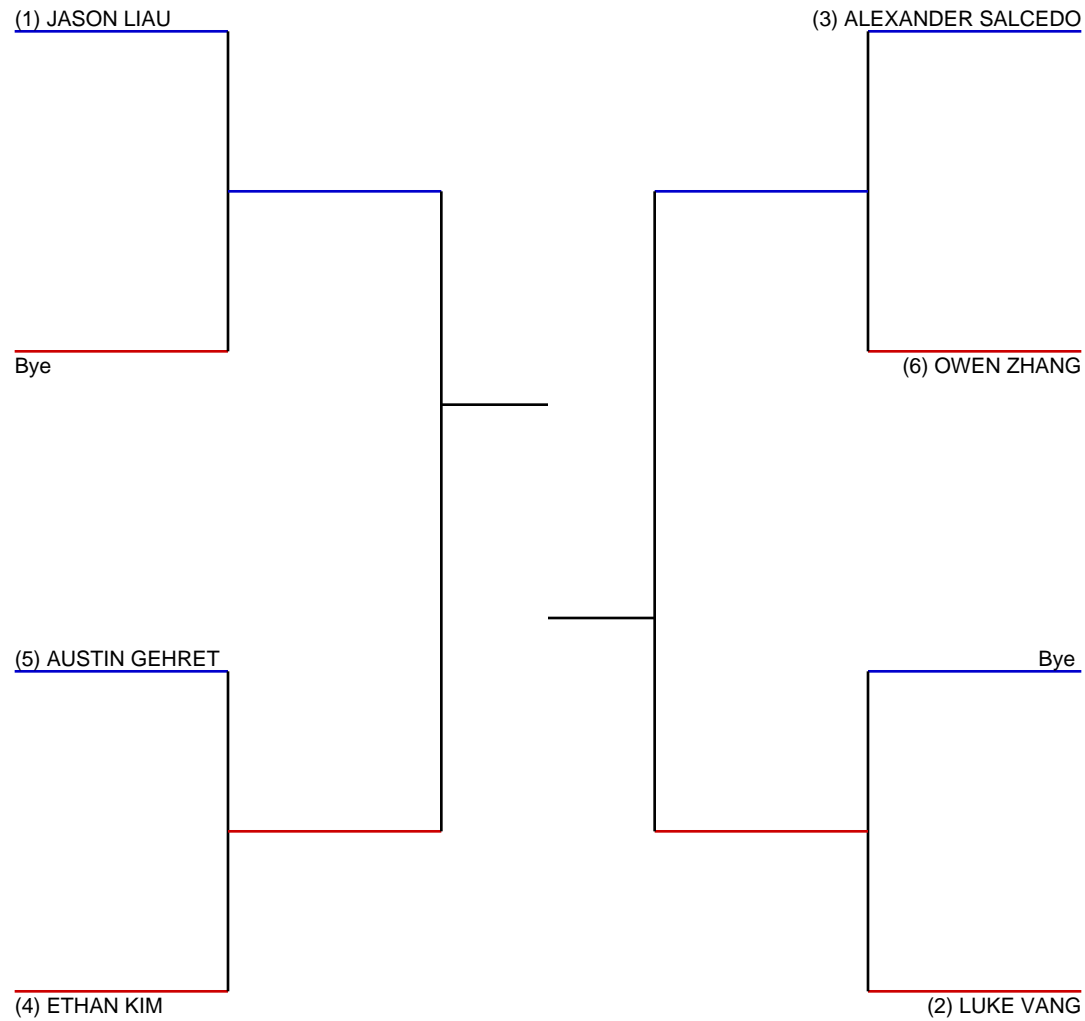 (1) JASON LIAU
(3) ALEXANDER SALCEDO
Bye
(6) OWEN ZHANG
(5) AUSTIN GEHRET
Bye
(4) ETHAN KIM
(2) LUKE VANG